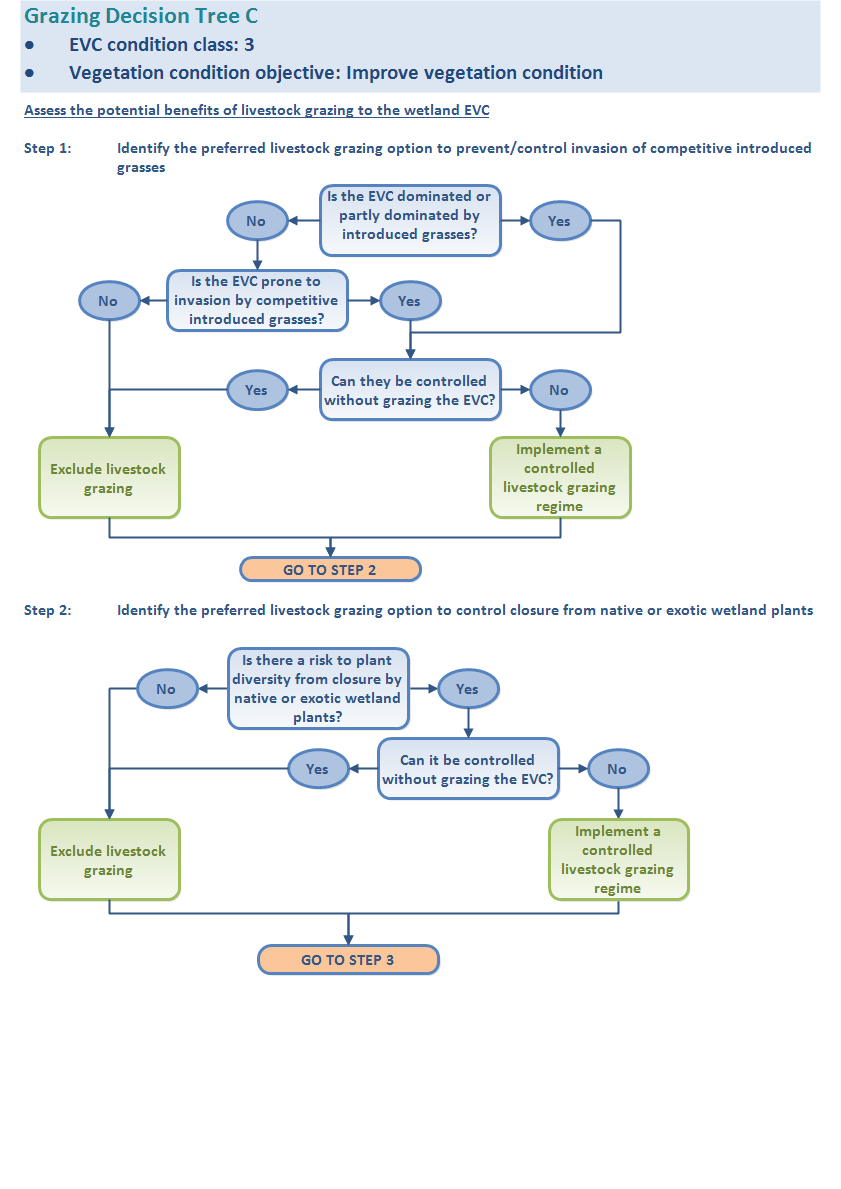 Grazing Decision Tree C
• EVC condition class: 3
• Vegetation condition objective: Improve vegetation condition
Assess the potential benefits of livestock grazing to the wetland EVC
Step 1: Identify the preferred livestock grazing option to prevent/control invasion of competitive introduced
grasses
Is the EVC dominated or
partly dominated by
introduced grasses?
No
Yes
Is the EVC prone to
invasion by competitive
introduced grasses?
No
Yes
Can they be controlled
without grazing the EVC?
Yes
No
Exclude livestock
grazing
Implement a
controlled
livestock grazing
regime
GO TO STEP 2
Step 2: Identify the preferred livestock grazing option to control closure from native or exotic wetland plants
Is there a risk to plant
diversity from closure by
native or exotic wetland
plants?
No
Yes
Can it be controlled
without grazing the EVC?
Yes
No
Exclude livestock
grazing
Implement a
controlled
livestock grazing
regime
GO TO STEP 3